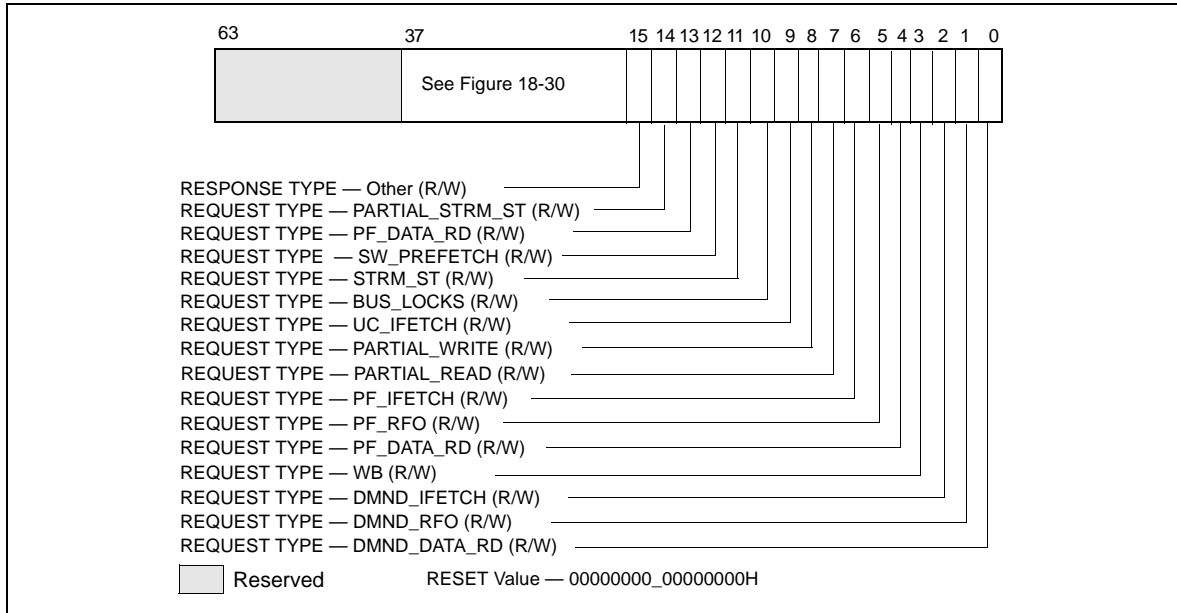 63 37 15 14 13 12 11 10 9 8 7 6 5 4 3 2 1 0
See Figure 18-30
RESPONSE TYPE — Other (R/W)
REQUEST TYPE — PARTIAL_STRM_ST (R/W)
REQUEST TYPE — PF_DATA_RD (R/W)
REQUEST TYPE — SW_PREFETCH (R/W)
REQUEST TYPE — STRM_ST (R/W)
REQUEST TYPE — BUS_LOCKS (R/W)
REQUEST TYPE — UC_IFETCH (R/W)
REQUEST TYPE — PARTIAL_WRITE (R/W)
REQUEST TYPE — PARTIAL_READ (R/W)
REQUEST TYPE — PF_IFETCH (R/W)
REQUEST TYPE — PF_RFO (R/W)
REQUEST TYPE — PF_DATA_RD (R/W)
REQUEST TYPE — WB (R/W)
REQUEST TYPE — DMND_IFETCH (R/W)
REQUEST TYPE — DMND_RFO (R/W)
REQUEST TYPE — DMND_DATA_RD (R/W)
Reserved RESET Value — 00000000_00000000H